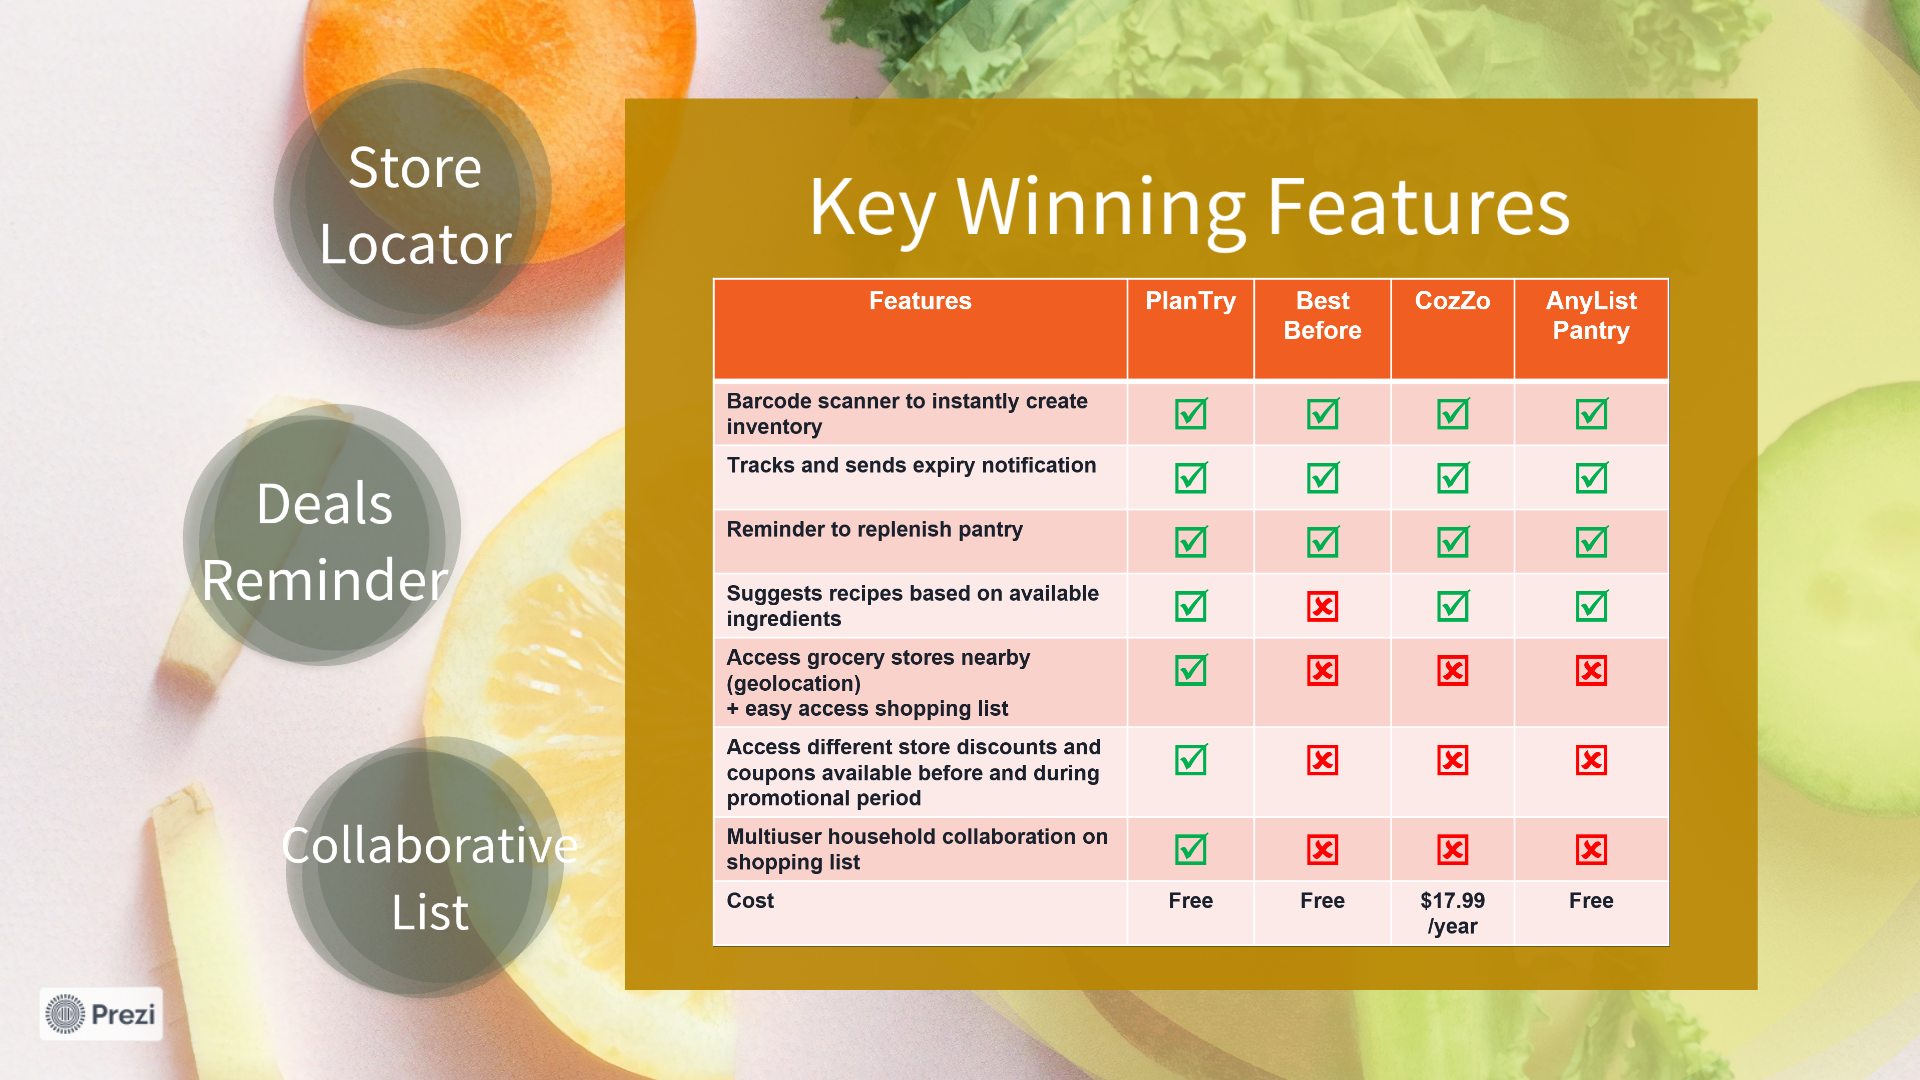 Store
Locator
Deals
Reminder
Collaborative
List
Prezi
Key Winning Features
Features PlanTry Best Before CozZo AnyList Pantry
Barcode scanner to instantly create
inventory
Tracks and sends expiry notification
Reminder to replenish pantry
Suggests recipes based on available
ingredients
Access grocery stores nearby
(geolocation)
+ easy access shopping list
Access different store discounts and
coupons available before and during
promotional period
Multiuser household collaboration on
shopping list
Cost Free Free $17.99 /year Free